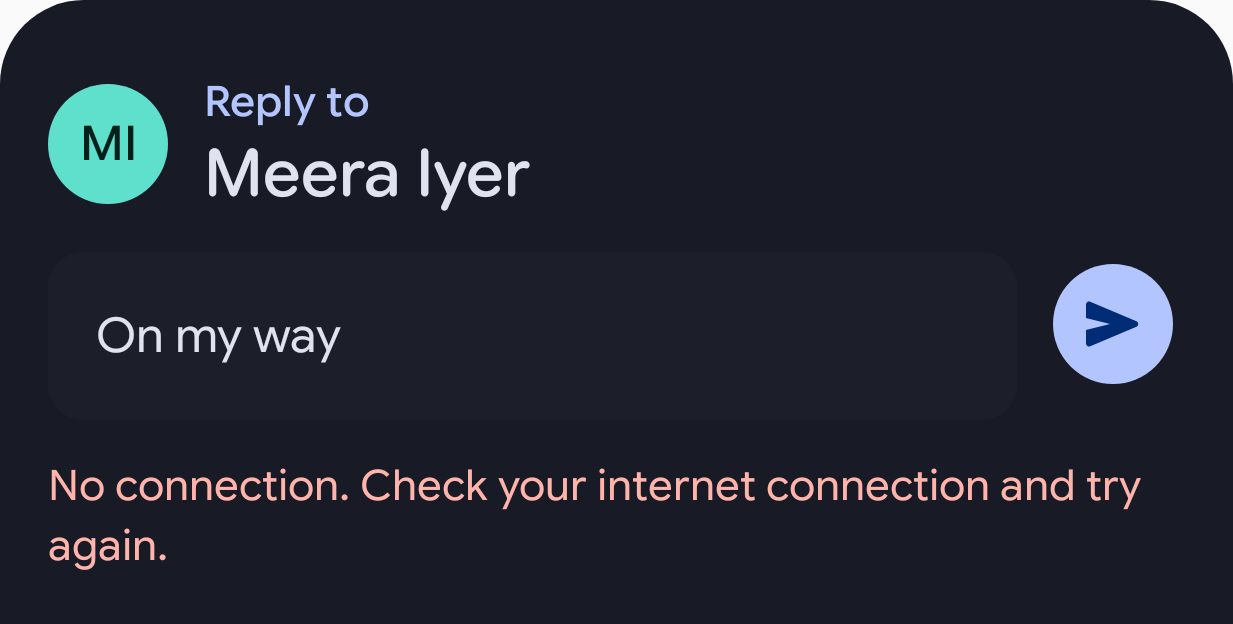 MI
Reply to
Meera Iyer
On my way
No connection. Check your internet connection and try
again.